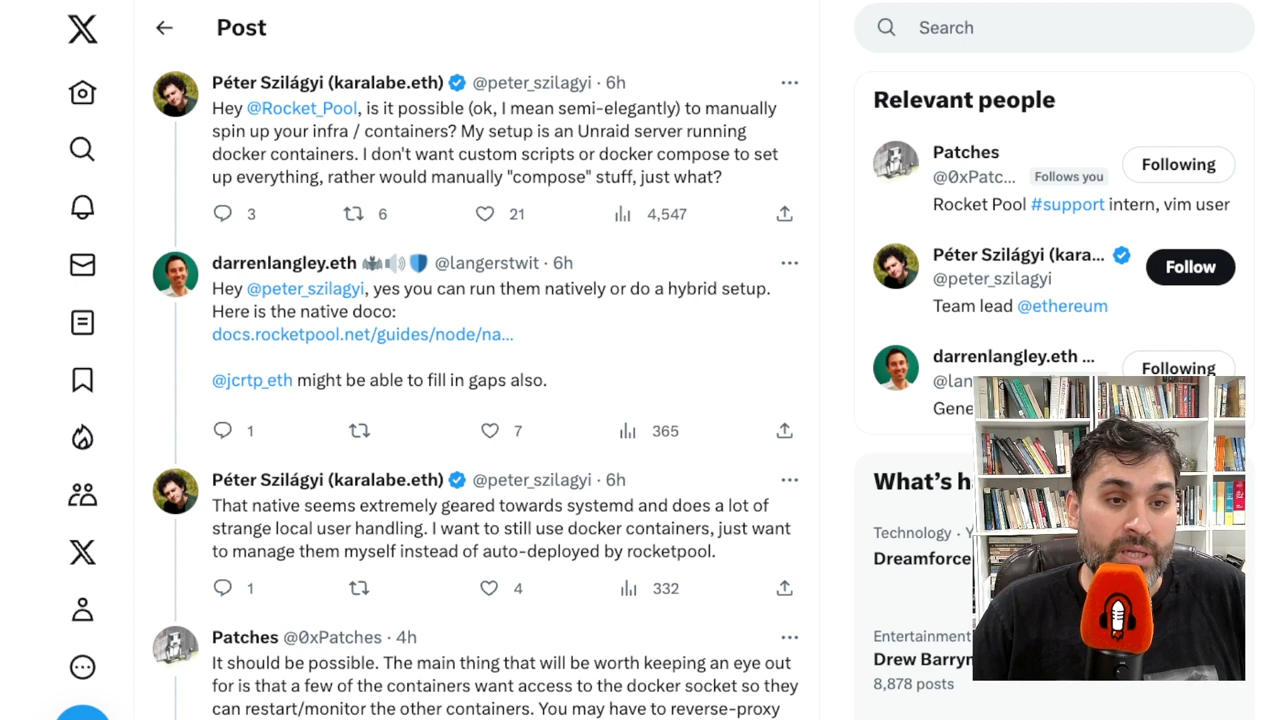 Post
Péter Szilágyi (karalabe.eth) @peter_szilagyi · 6h
Hey @Rocket_Pool, is it possible (ok, I mean semi-elegantly) to manually
spin up your infra / containers? My setup is an Unraid server running
docker containers. I don't want custom scripts or docker compose to set
up everything, rather would manually "compose" stuff, just what?
3 6 21 4,547
darrenlangley.eth 🦇🔊🛡️ @langerstwit · 6h
Hey @peter_szilagyi, yes you can run them natively or do a hybrid setup.
Here is the native doco:
docs.rocketpool.net/guides/node/na...
@jcrtp_eth might be able to fill in gaps also.
1 7 365
Péter Szilágyi (karalabe.eth) @peter_szilagyi · 6h
That native seems extremely geared towards systemd and does a lot of
strange local user handling. I want to still use docker containers, just want
to manage them myself instead of auto-deployed by rocketpool.
1 4 332
Patches @0xPatches · 4h
It should be possible. The main thing that will be worth keeping an eye out
for is that a few of the containers want access to the docker socket so they
can restart/monitor the other containers. You may have to reverse-proxy
Search
Relevant people
Patches
@0xPatc... Follows you
Following
Rocket Pool #support intern, vim user
Péter Szilágyi (kara...
@peter_szilagyi
Follow
Team lead @ethereum
darrenlangley.eth ...
@lan
Following
Gene
What's h
Technology · Y
Dreamforce
Entertainment
Drew Barryn
8,878 posts